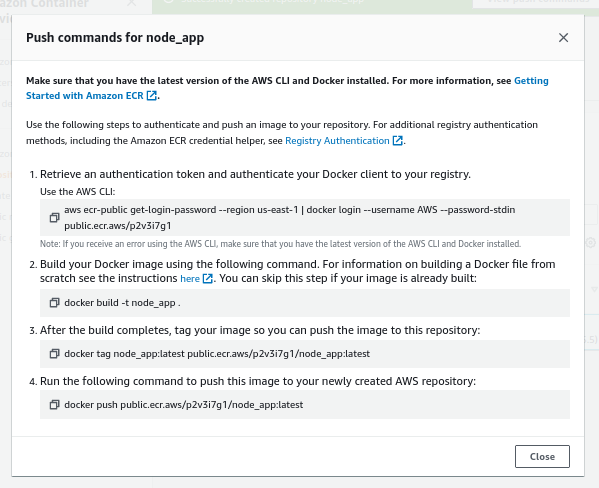 Push commands for node_app
Make sure that you have the latest version of the AWS CLI and Docker installed. For more information, see Getting
Started with Amazon ECR.
Use the following steps to authenticate and push an image to your repository. For additional registry authentication
methods, including the Amazon ECR credential helper, see Registry Authentication.
1. Retrieve an authentication token and authenticate your Docker client to your registry.
Use the AWS CLI:
aws ecr-public get-login-password --region us-east-1 | docker login --username AWS --password-stdin
public.ecr.aws/p2v3i7g1
Note: If you receive an error using the AWS CLI, make sure that you have the latest version of the AWS CLI and Docker installed.
2. Build your Docker image using the following command. For information on building a Docker file from
scratch see the instructions here. You can skip this step if your image is already built:
docker build -t node_app .
3. After the build completes, tag your image so you can push the image to this repository:
docker tag node_app:latest public.ecr.aws/p2v3i7g1/node_app:latest
4. Run the following command to push this image to your newly created AWS repository:
docker push public.ecr.aws/p2v3i7g1/node_app:latest
Close